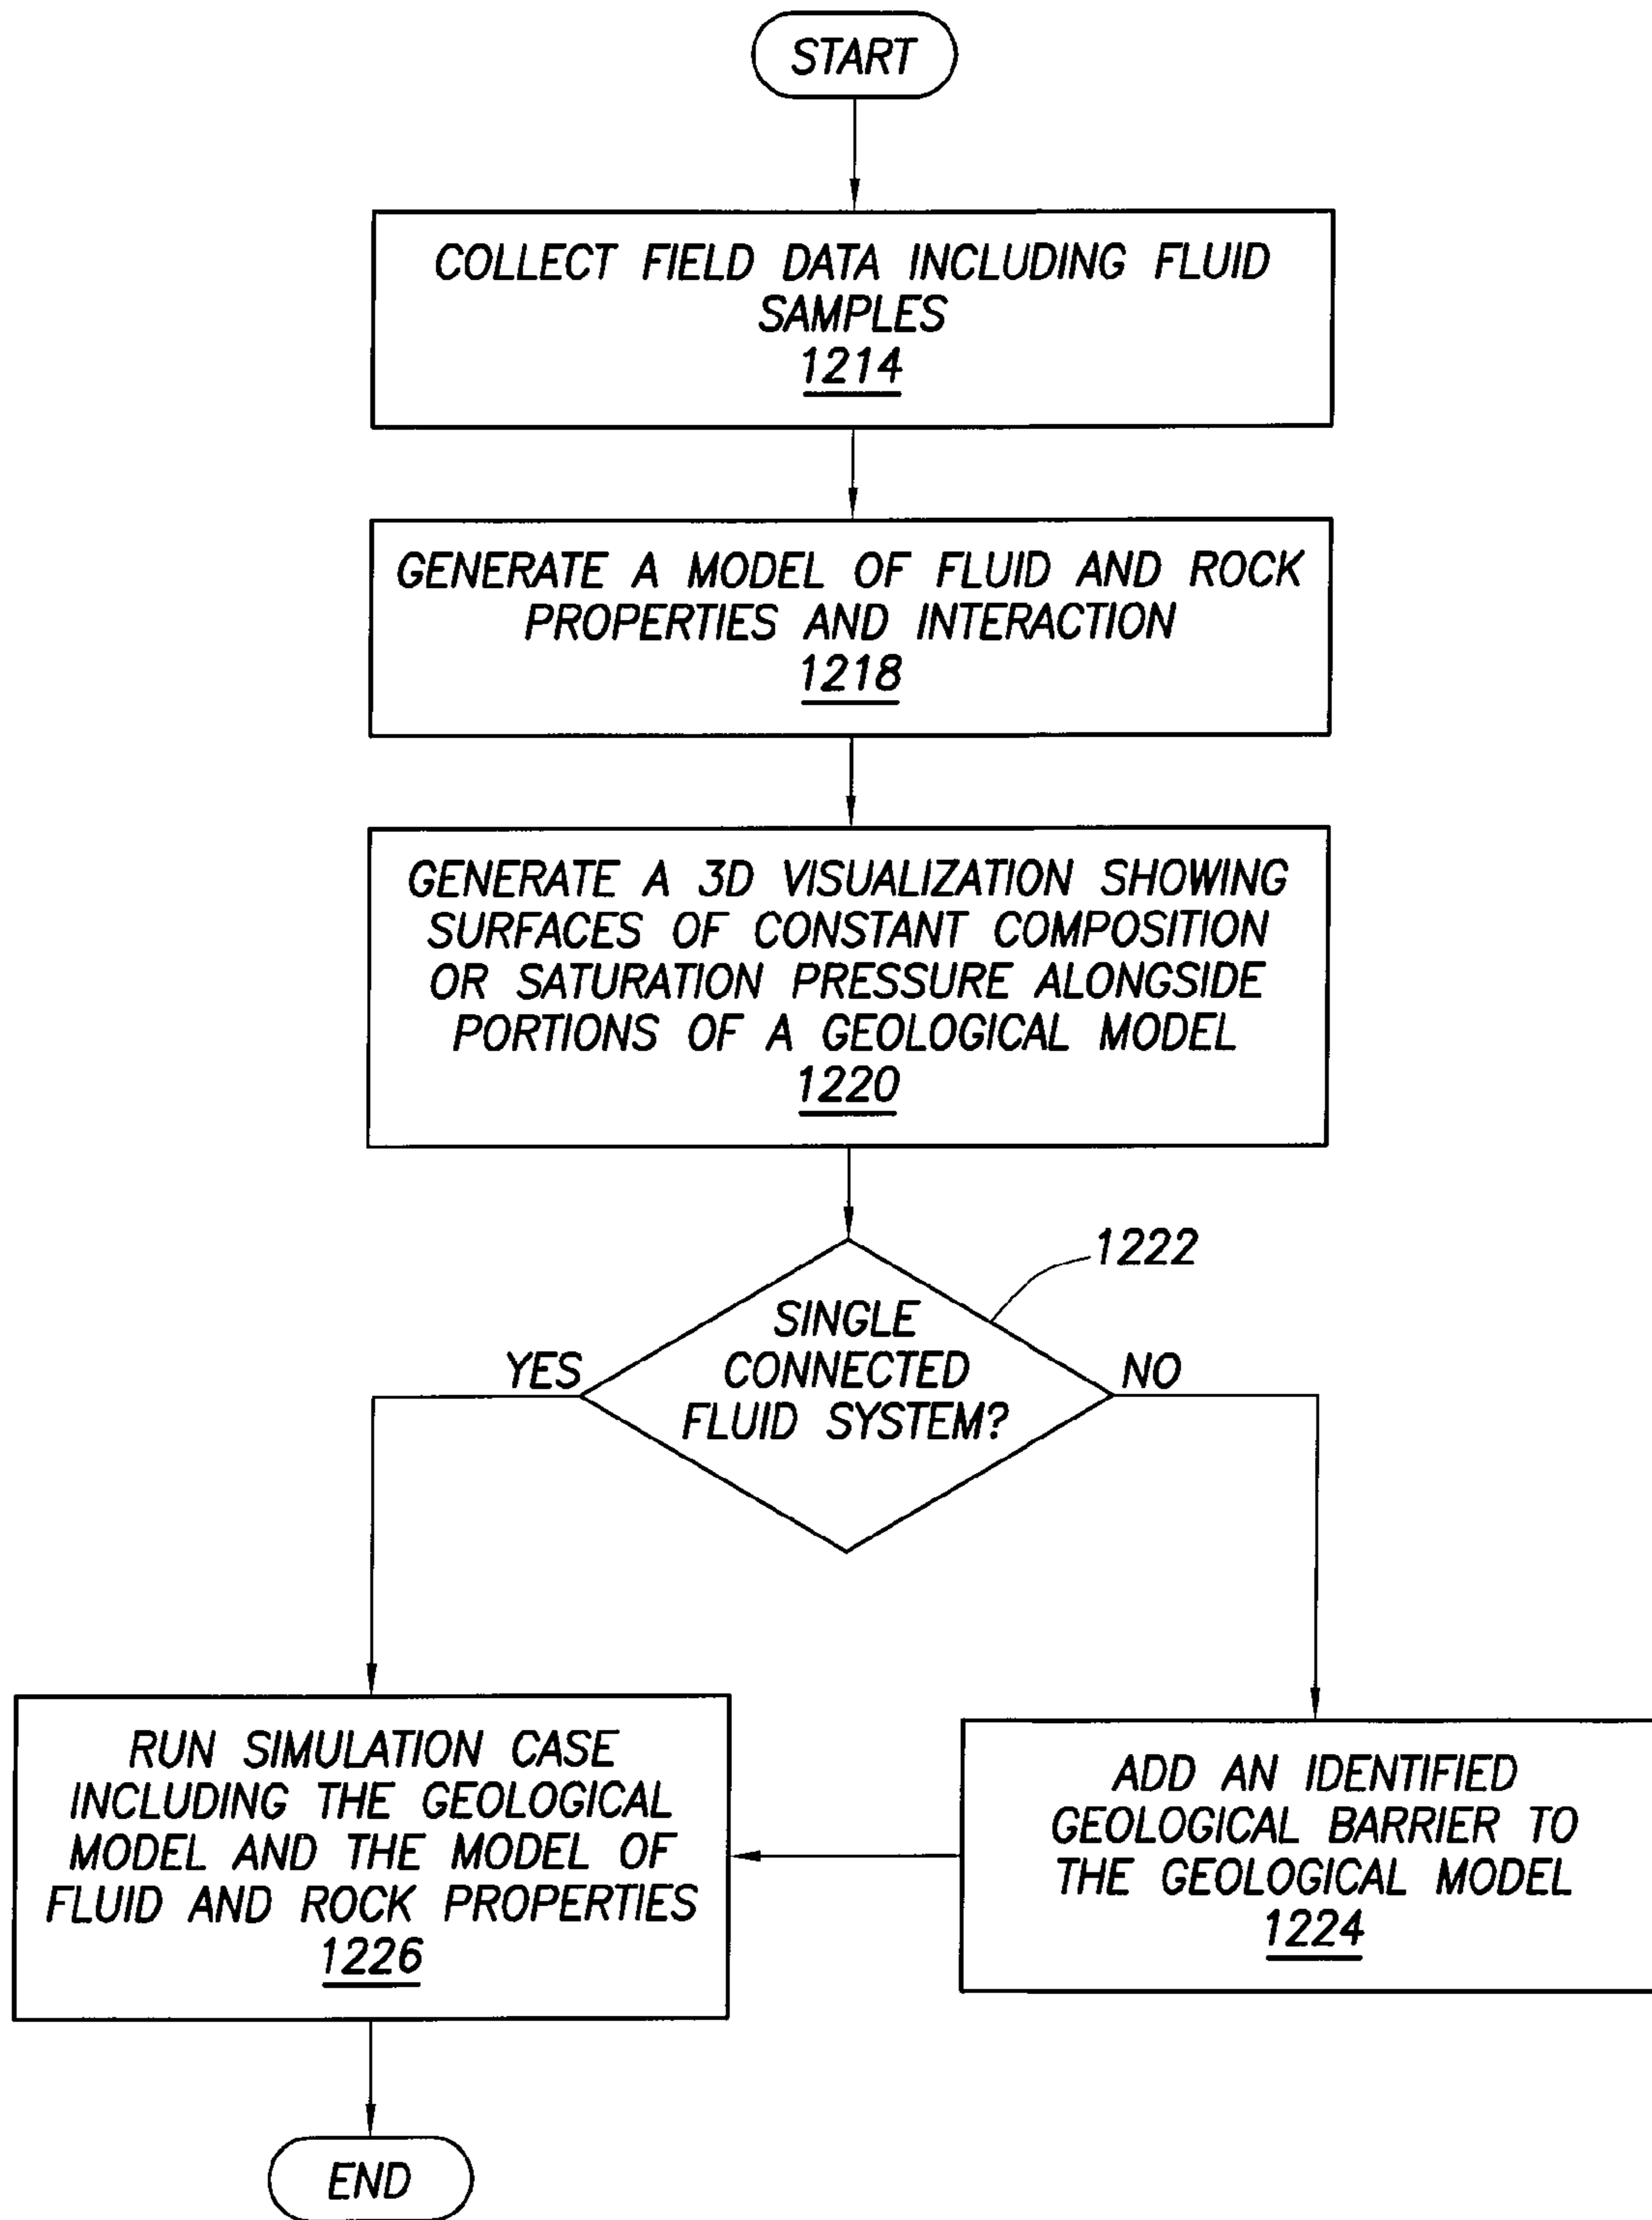 START
COLLECT FIELD DATA INCLUDING FLUID
SAMPLES
1214
GENERATE A MODEL OF FLUID AND ROCK
PROPERTIES AND INTERACTION
1218
GENERATE A 3D VISUALIZATION SHOWING
SURFACES OF CONSTANT COMPOSITION
OR SATURATION PRESSURE ALONGSIDE
PORTIONS OF A GEOLOGICAL MODEL
1220
1222
SINGLE
CONNECTED
FLUID SYSTEM?
YES
NO
RUN SIMULATION CASE
INCLUDING THE GEOLOGICAL
MODEL AND THE MODEL OF
FLUID AND ROCK PROPERTIES
1226
ADD AN IDENTIFIED
GEOLOGICAL BARRIER TO
THE GEOLOGICAL MODEL
1224
END